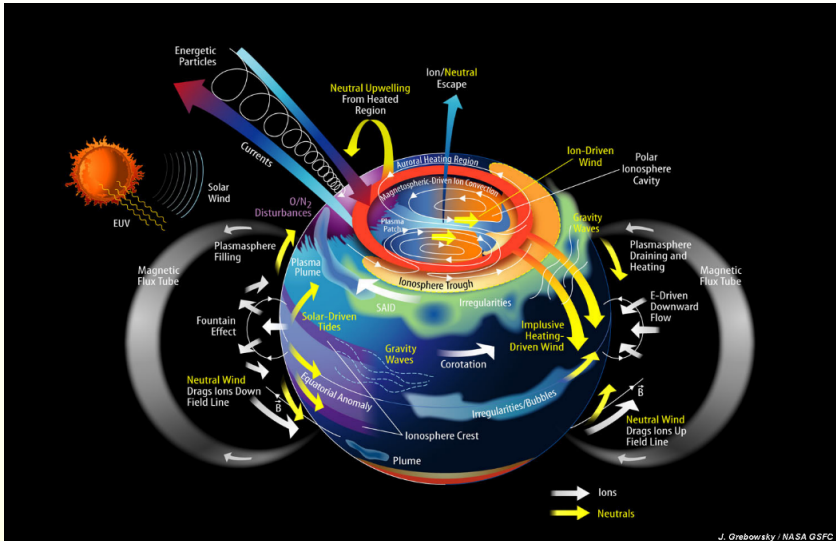 Energetic
Particles
Currents
Neutral Upwelling
From Heated
Region
Ion/Neutral
Escape
Ion-Driven
Wind
Polar
Ionosphere
Cavity
Auroral Heating Region
Magnetospheric-Driven Ion Convection
Solar
Wind
EUV
O/N2
Disturbances
Plasma
Patch
Gravity
Waves
Plasmasphere
Filling
Plasma
Plume
Ionosphere Trough
SAID
Irregularities
Plasmasphere
Draining and
Heating
Magnetic
Flux Tube
Magnetic
Flux Tube
Fountain
Effect
Solar-Driven
Tides
Gravity
Waves
Corotation
Implusive
Heating-
Driven Wind
E-Driven
Downward
Flow
Neutral Wind
Drags Ions Down
Field Line
B
Equatorial Anomaly
Irregularities/Bubbles
B
Neutral Wind
Drags Ions Up
Field Line
Ionosphere Crest
Plume
Ions
Neutrals
J. Grebowsky / NASA GSFC